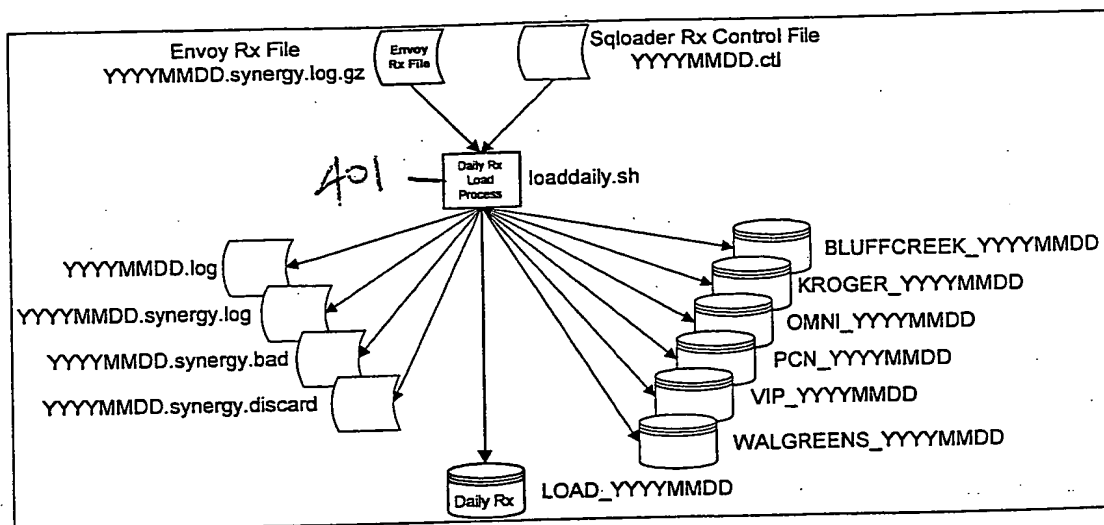 Envoy Rx File
YYYYMMDD.synergy.log.gz
Envoy
Rx File
Sqloader Rx Control File
YYYYMMDD.ctl
401
Daily Rx
Load
Process
loaddaily.sh
YYYYMMDD.log
YYYYMMDD.synergy.log
YYYYMMDD.synergy.bad
YYYYMMDD.synergy.discard
BLUFFCREEK_YYYYMMDD
KROGER_YYYYMMDD
OMNI_YYYYMMDD
PCN_YYYYMMDD
VIP_YYYYMMDD
WALGREENS_YYYYMMDD
Daily Rx
LOAD_YYYYMMDD